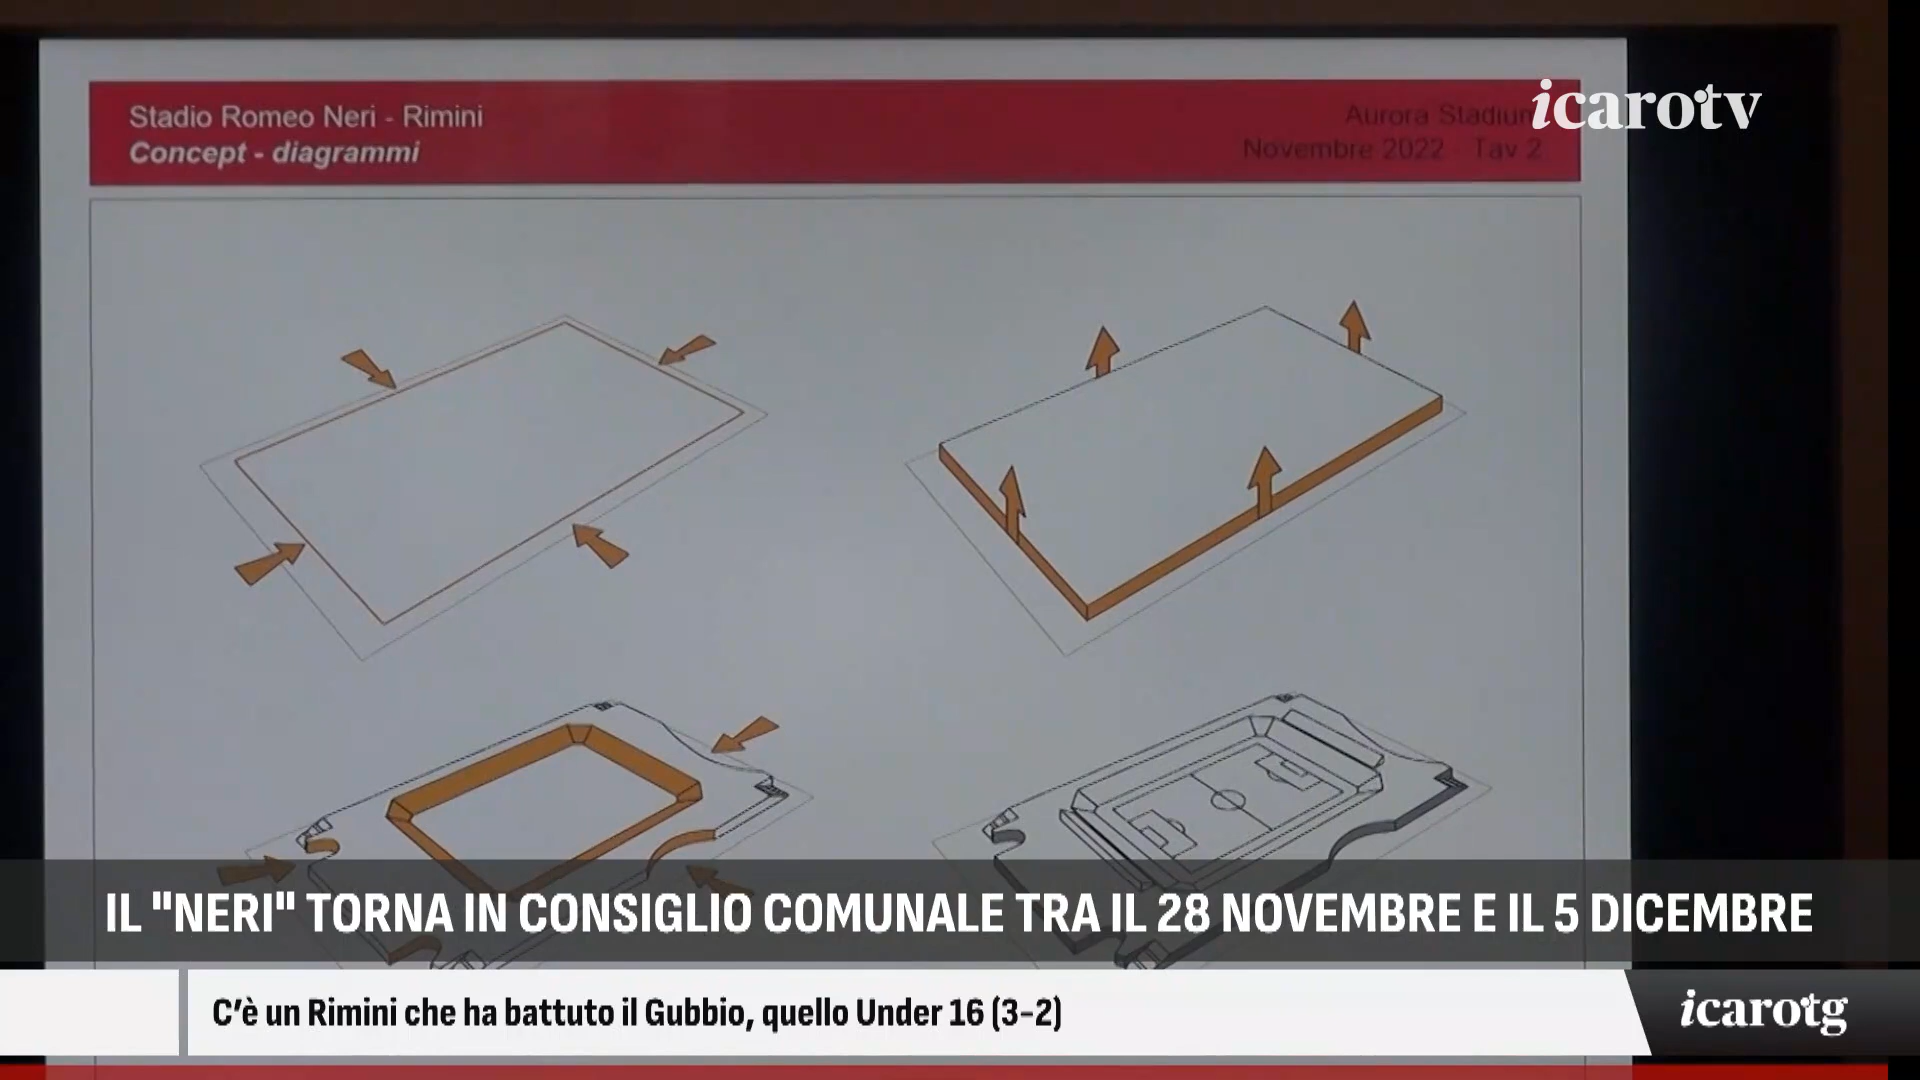 Stadio Romeo Neri - Rimini
Concept - diagrammi
Aurora Stadium
Novembre 2022 Tav 2
icarotv
IL "NERI" TORNA IN CONSIGLIO COMUNALE TRA IL 28 NOVEMBRE E IL 5 DICEMBRE
C'è un Rimini che ha battuto il Gubbio, quello Under 16 (3-2)
icarotg